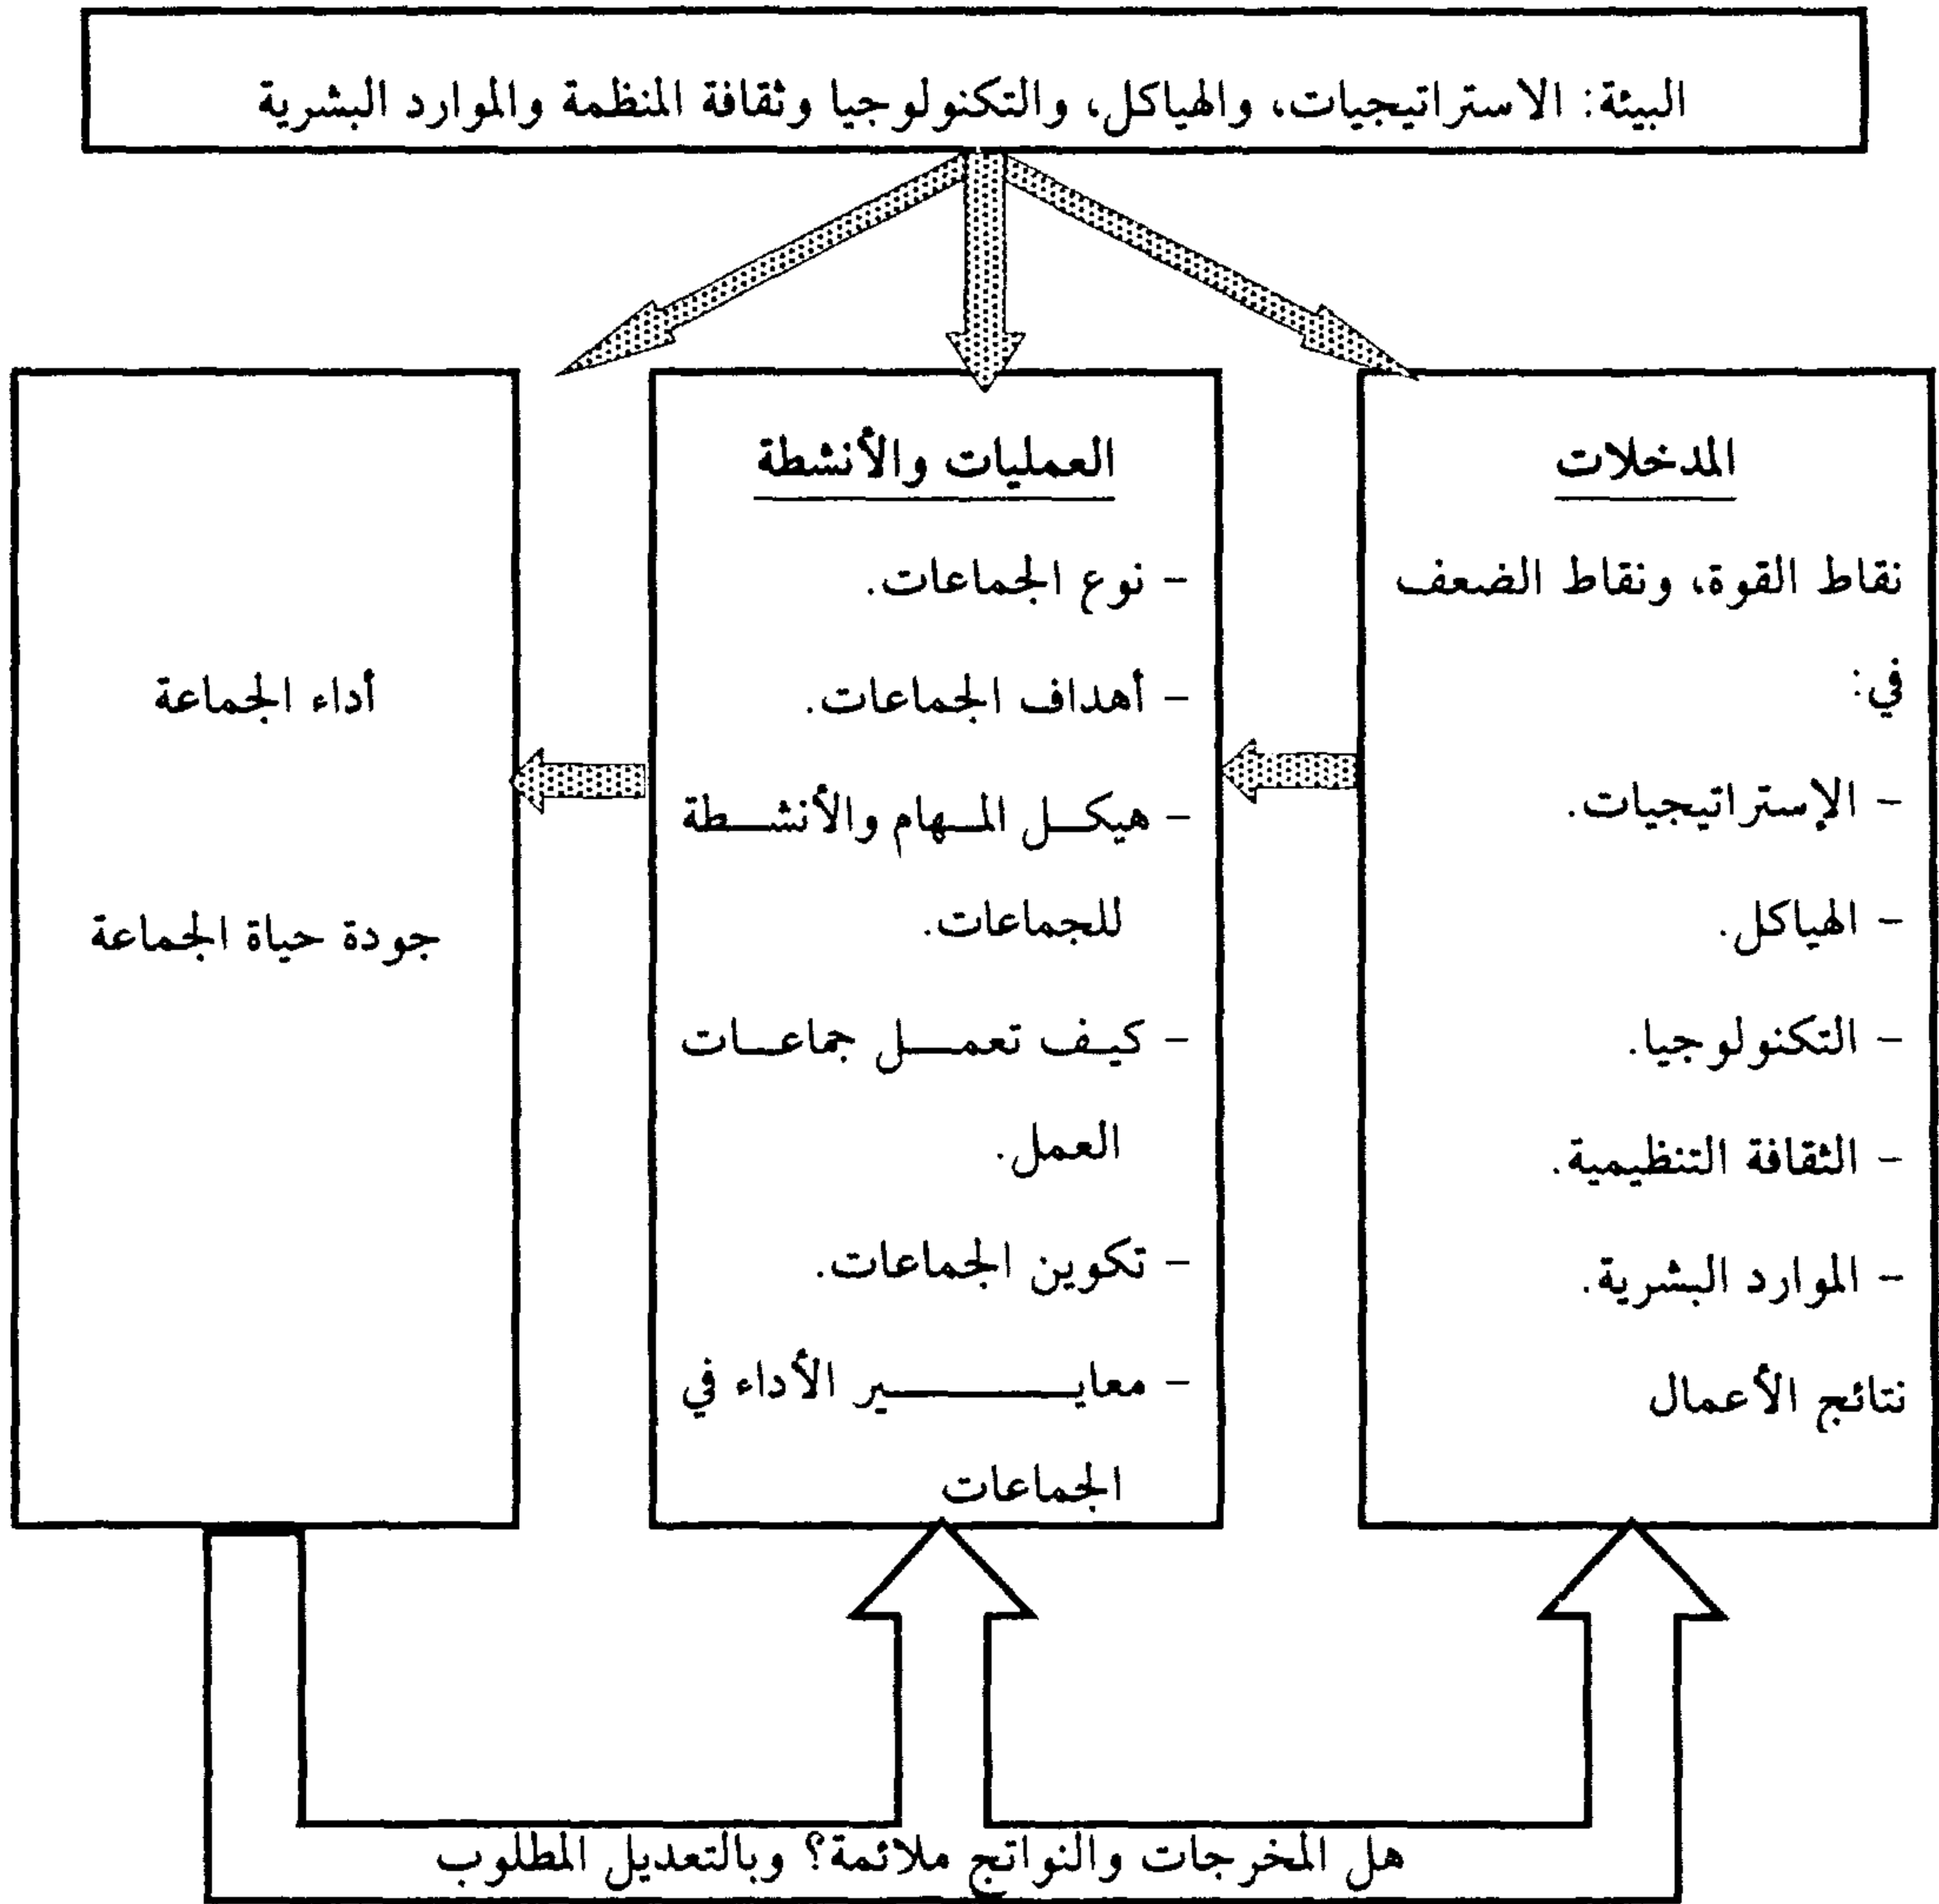 البيئة: الاستراتيجيات، والهياكل، والتكنولوجيا وثقافة المنظمة والموارد البشرية
المدخلات
نقاط القوة، ونقاط الضعف
في:
- الإستراتيجيات.
- الهياكل.
- التكنولوجيا.
- الثقافة التنظيمية.
- الموارد البشرية.
نتائج الأعمال
العمليات والأنشطة
- نوع الجماعات.
- أهداف الجماعات.
- هيكل المهام والأنشطة
للجماعات.
- كيف تعمل جماعات
العمل.
- تكوين الجماعات.
- معايير الأداء في
الجماعات
أداء الجماعة
جودة حياة الجماعة
هل المخرجات والنواتج ملائمة؟ وبالتعديل المطلوب